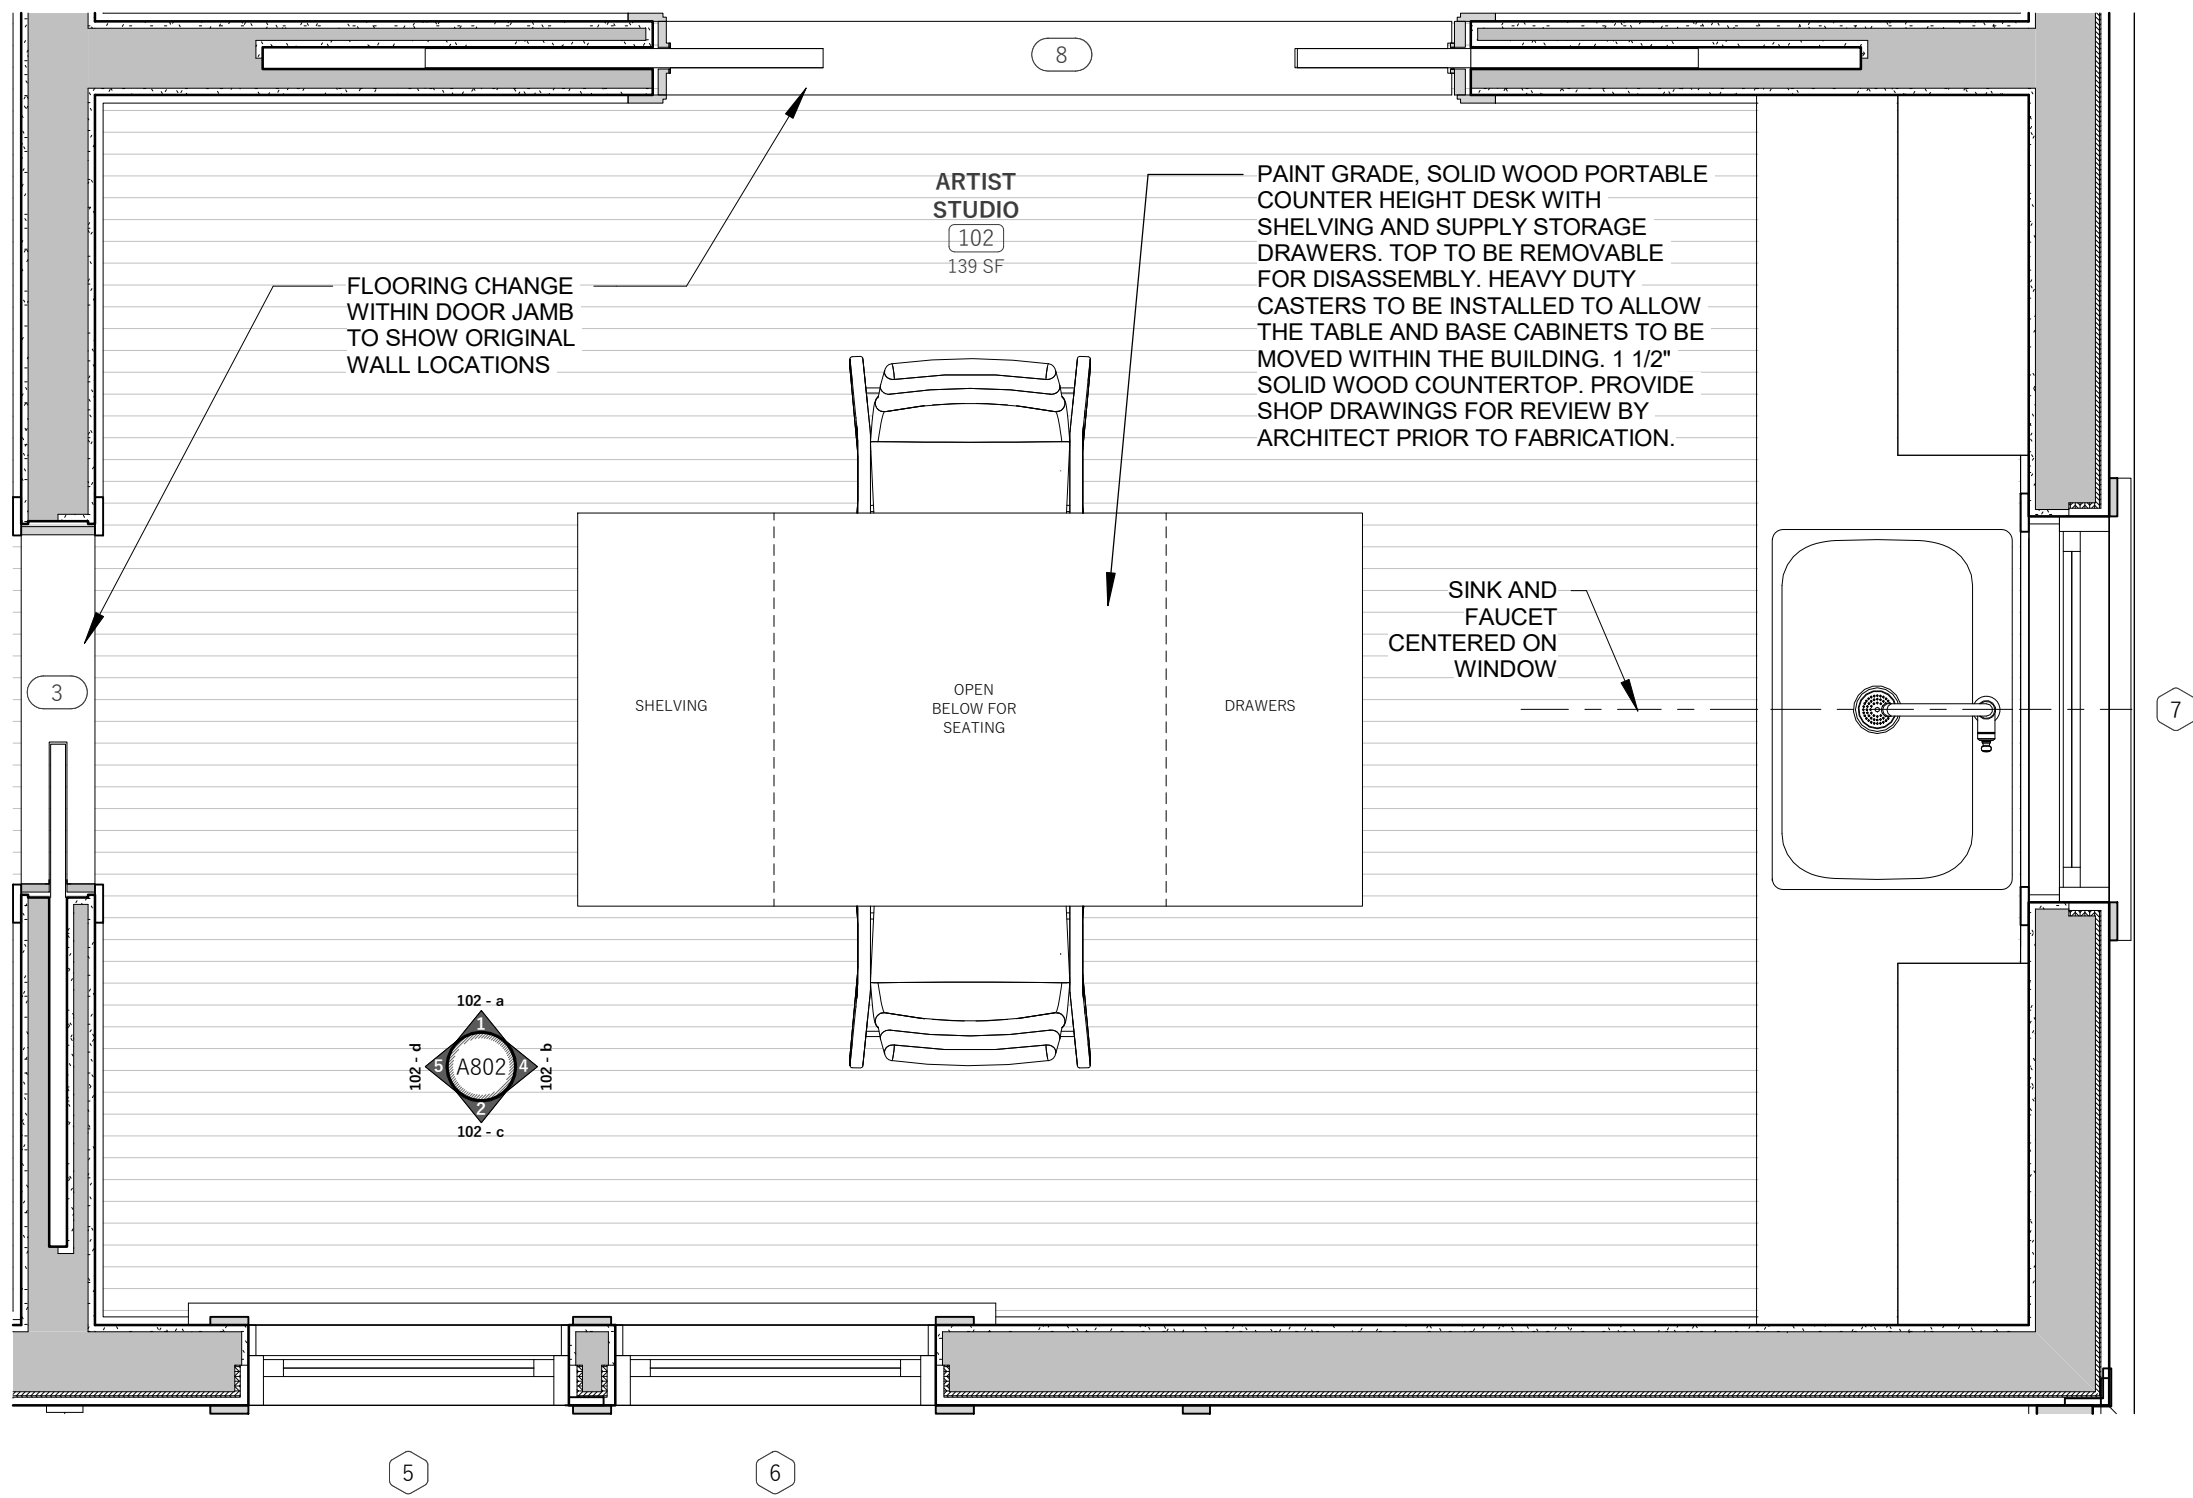 8
ARTIST
STUDIO
102
139 SF
PAINT GRADE, SOLID WOOD PORTABLE
COUNTER HEIGHT DESK WITH
SHELVING AND SUPPLY STORAGE
DRAWERS. TOP TO BE REMOVABLE
FOR DISASSEMBLY. HEAVY DUTY
CASTERS TO BE INSTALLED TO ALLOW
THE TABLE AND BASE CABINETS TO BE
MOVED WITHIN THE BUILDING. 1 1/2"
SOLID WOOD COUNTERTOP. PROVIDE
SHOP DRAWINGS FOR REVIEW BY
ARCHITECT PRIOR TO FABRICATION.
FLOORING CHANGE
WITHIN DOOR JAMB
TO SHOW ORIGINAL
WALL LOCATIONS
SINK AND
FAUCET
CENTERED ON
WINDOW
3
SHELVING
OPEN
BELOW FOR
SEATING
DRAWERS
7
102 - a
1
102 - d
5
A802
4
102 - b
2
102 - c
5
6